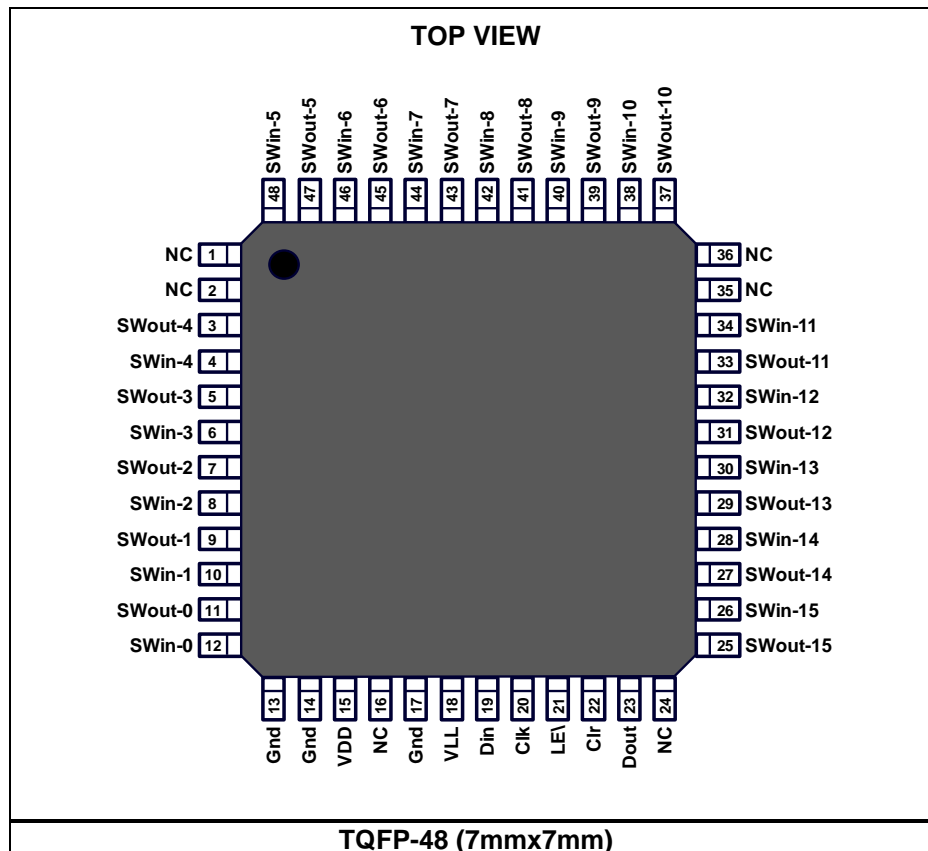 TOP VIEW
SWin-5
SWout-5
SWin-6
SWout-6
SWin-7
SWout-7
SWin-8
SWout-8
SWin-9
SWout-9
SWin-10
SWout-10
48 47 46 45 44 43 42 41 40 39 38 37
NC 1
NC 2
SWout-4 3
SWin-4 4
SWout-3 5
SWin-3 6
SWout-2 7
SWin-2 8
SWout-1 9
SWin-1 10
SWout-0 11
SWin-0 12
36 NC
35 NC
34 SWin-11
33 SWout-11
32 SWin-12
31 SWout-12
30 SWin-13
29 SWout-13
28 SWin-14
27 SWout-14
26 SWin-15
25 SWout-15
13 14 15 16 17 18 19 20 21 22 23 24
Gnd
Gnd
VDD
NC
Gnd
VLL
Din
Clk
LE\
Clr
Dout
NC
TQFP-48 (7mmx7mm)